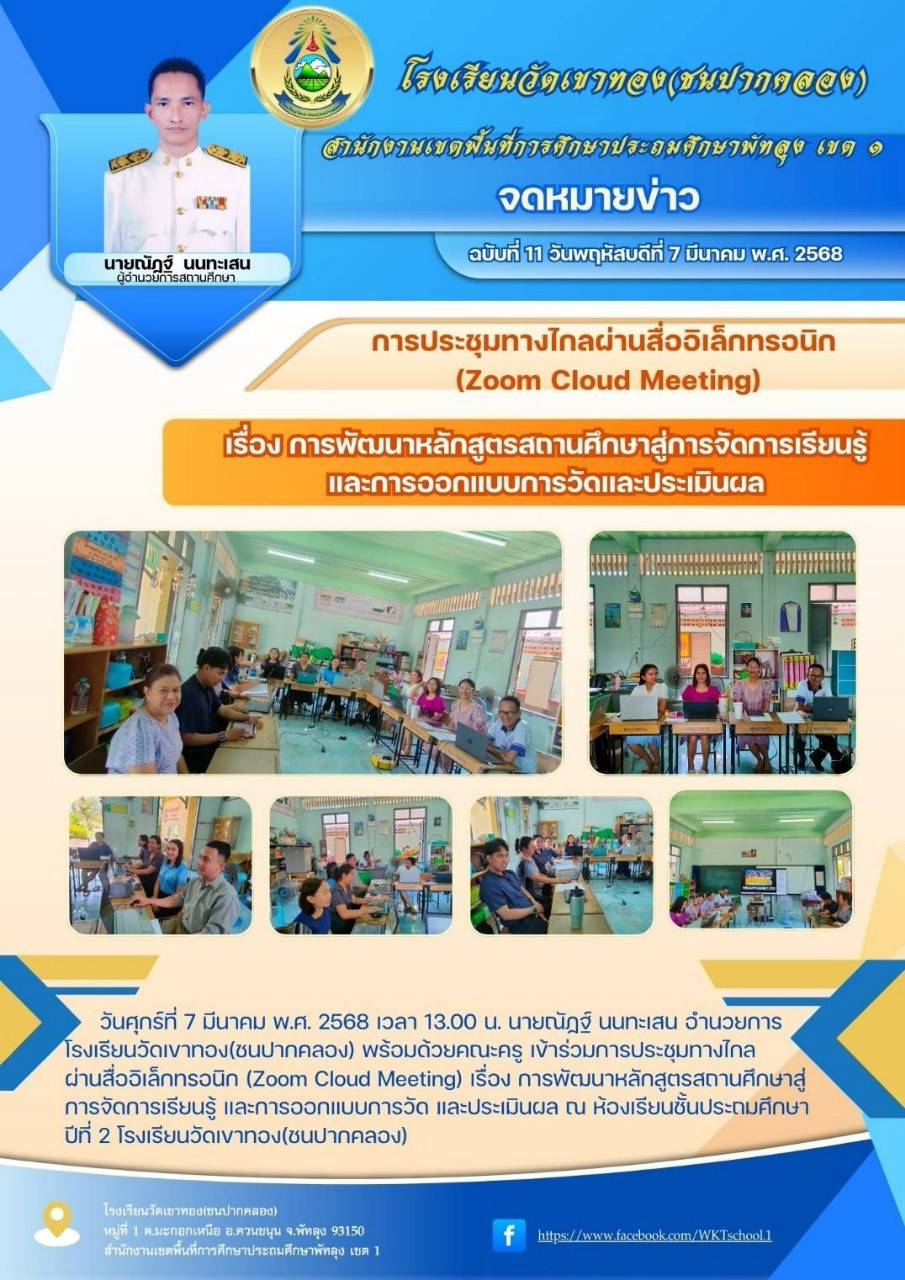 โรงเรียนวัดเขาทอง(ชนปากคลอง)
สำนักงานเขตพื้นที่การศึกษาประถมศึกษาพัทลุง เขต ๑
จดหมายข่าว
ฉบับที่ 11 วันพฤหัสบดีที่ 7 มีนาคม พ.ศ. 2568
นายณัฎฐ์ นนทะเสน
ผู้อำนวยการสถานศึกษา
การประชุมทางไกลผ่านสื่ออิเล็กทรอนิก
(Zoom Cloud Meeting)
เรื่อง การพัฒนาหลักสูตรสถานศึกษาสู่การจัดการเรียนรู้
และการออกแบบการวัดและประเมินผล
วันศุกร์ที่ 7 มีนาคม พ.ศ. 2568 เวลา 13.00 น. นายณัฎฐ์ นนทะเสน อำนวยการ
โรงเรียนวัดเขาทอง(ชนปากคลอง) พร้อมด้วยคณะครู เข้าร่วมการประชุมทางไกล
ผ่านสื่ออิเล็กทรอนิก (Zoom Cloud Meeting) เรื่อง การพัฒนาหลักสูตรสถานศึกษาสู่
การจัดการเรียนรู้ และการออกแบบการวัด และประเมินผล ณ ห้องเรียนชั้นประถมศึกษา
ปีที่ 2 โรงเรียนวัดเขาทอง(ชนปากคลอง)
โรงเรียนวัดเขาทอง(ชนปากคลอง)
หมู่ที่ 1 ต.มะกอกเหนือ อ.ควนขนุน จ.พัทลุง 93150
สำนักงานเขตพื้นที่การศึกษาประถมศึกษาพัทลุง เขต 1
https://www.facebook.com/WKTschool.1